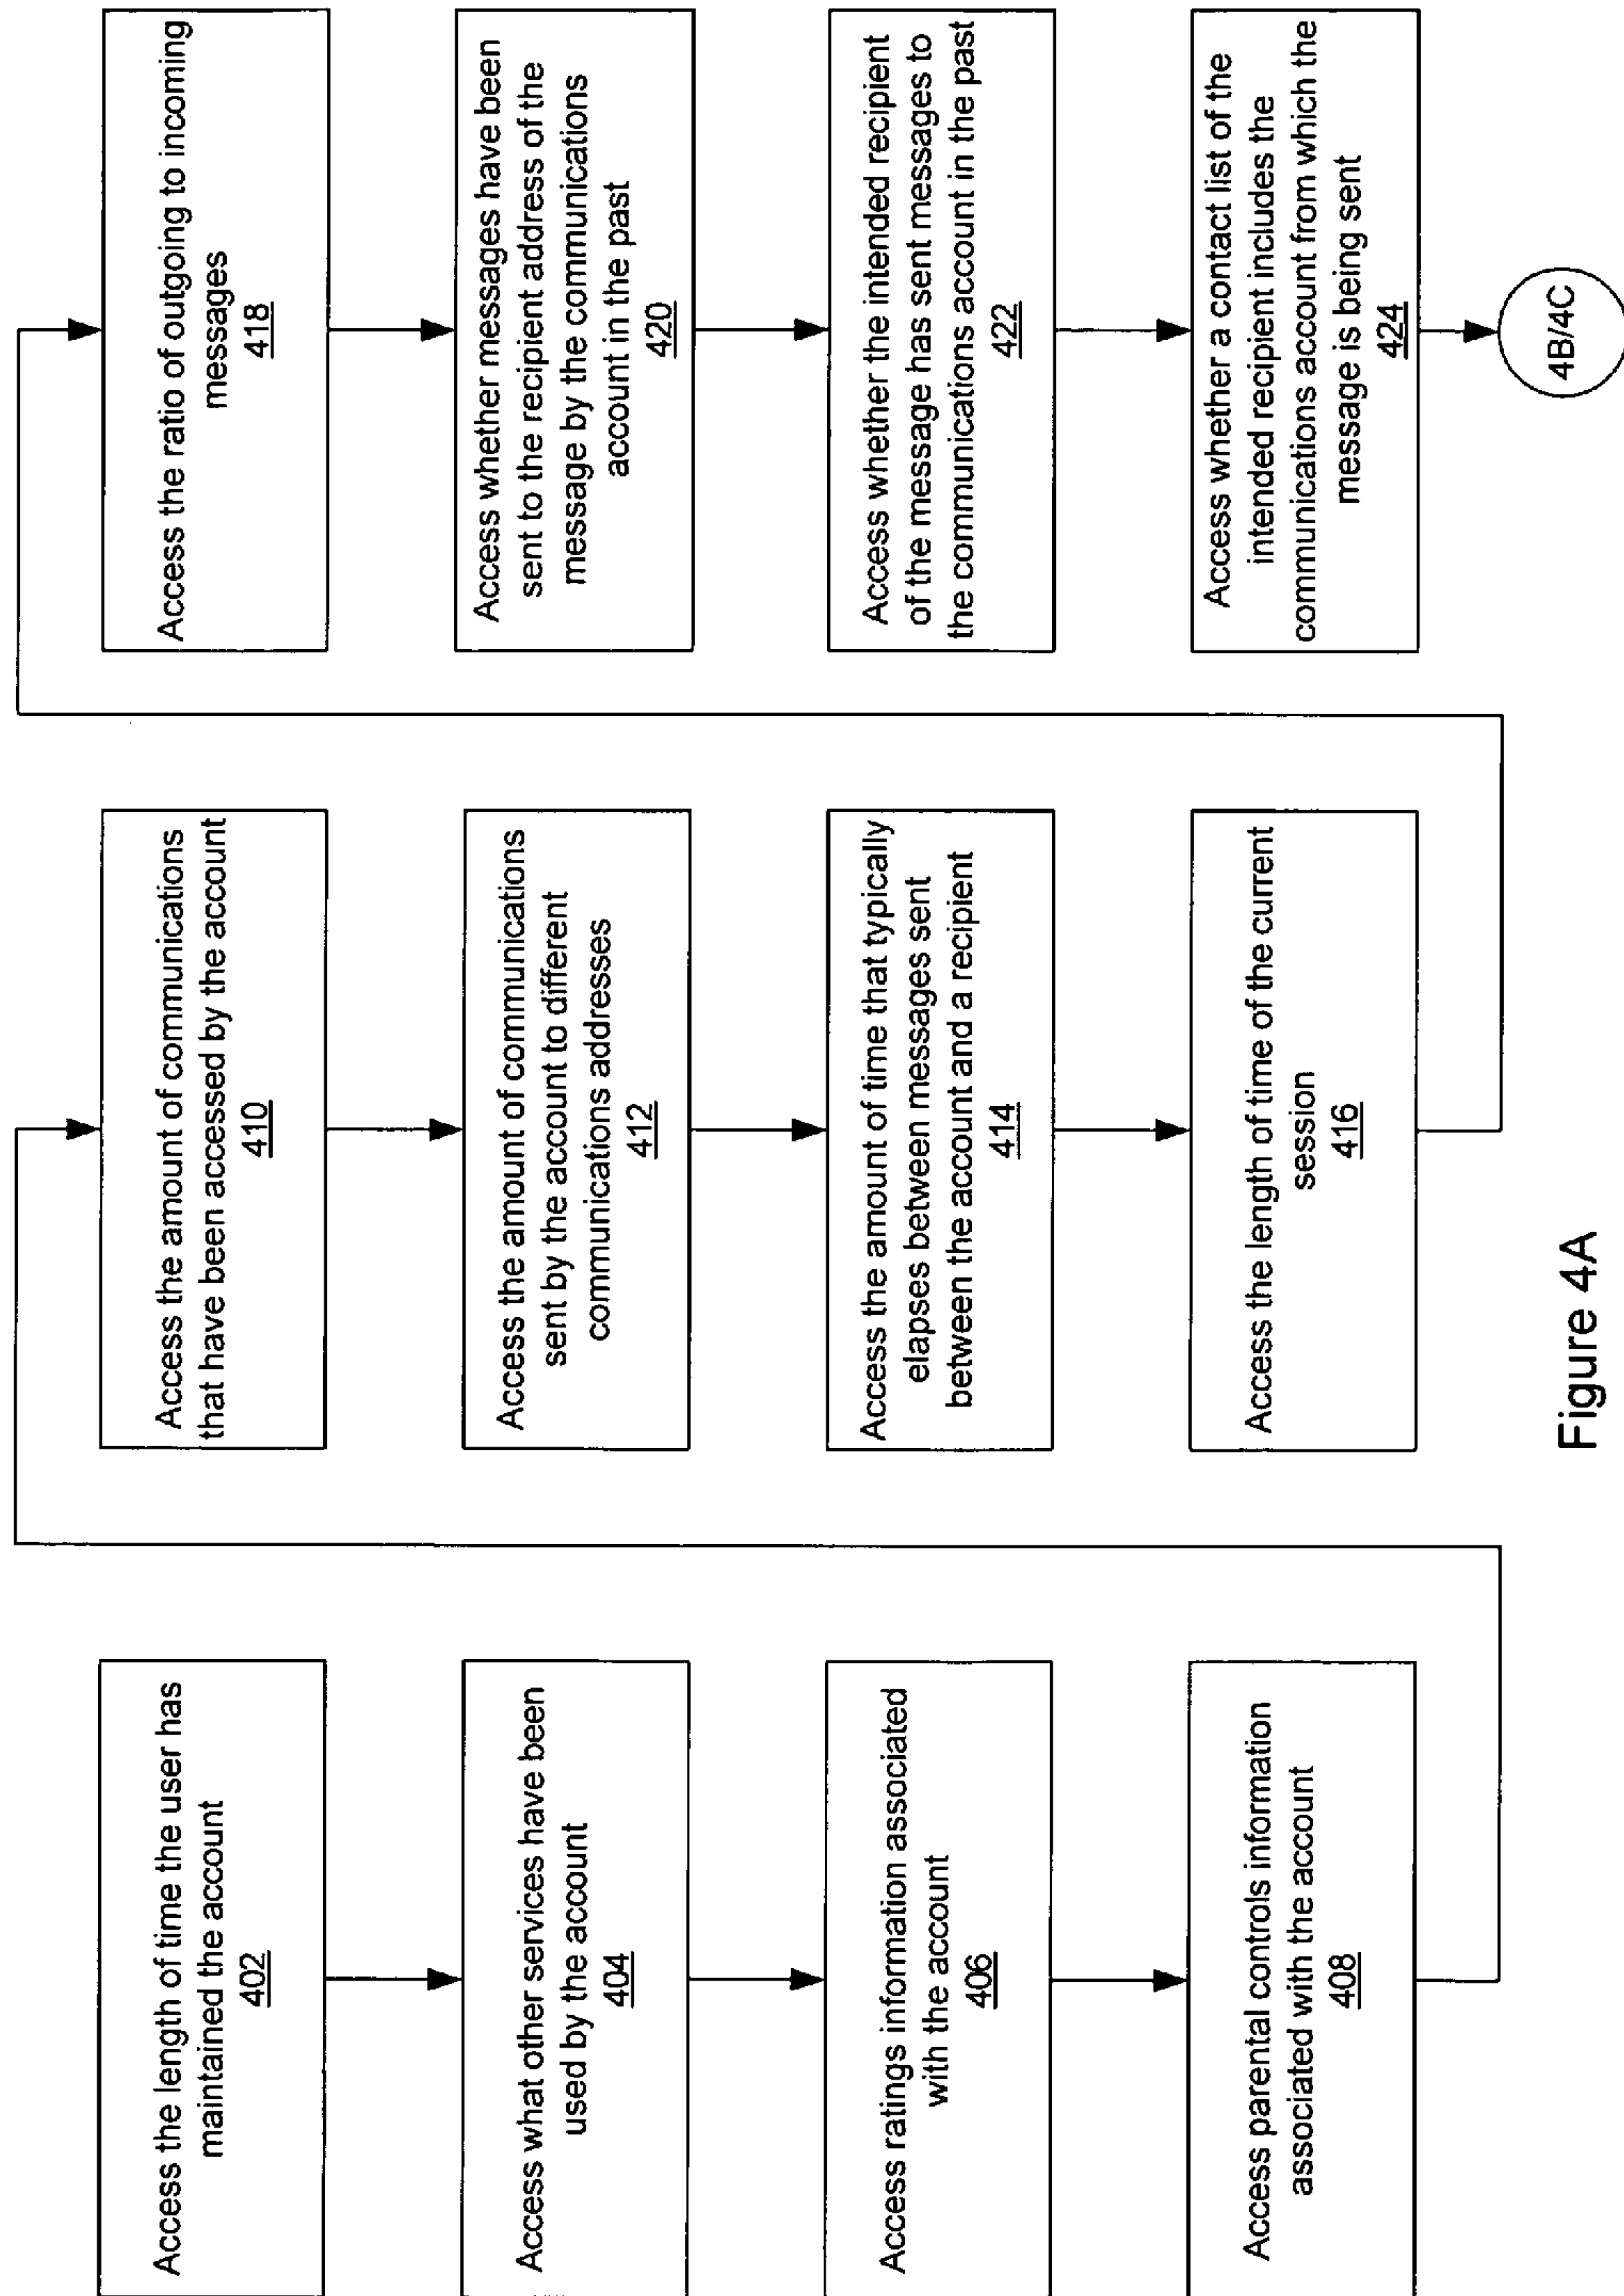 Access the length of time the user has
maintained the account
402
Access what other services have been
used by the account
404
Access ratings information associated
with the account
406
Access parental controls information
associated with the account
408
Access the amount of communications
that have been accessed by the account
410
Access the amount of communications
sent by the account to different
communications addresses
412
Access the amount of time that typically
elapses between messages sent
between the account and a recipient
414
Access the length of time of the current
session
416
Access the ratio of outgoing to incoming
messages
418
Access whether messages have been
sent to the recipient address of the
message by the communications
account in the past
420
Access whether the intended recipient
of the message has sent messages to
the communications account in the past
422
Access whether a contact list of the
intended recipient includes the
communications account from which the
message is being sent
424
4B/4C
Figure 4A